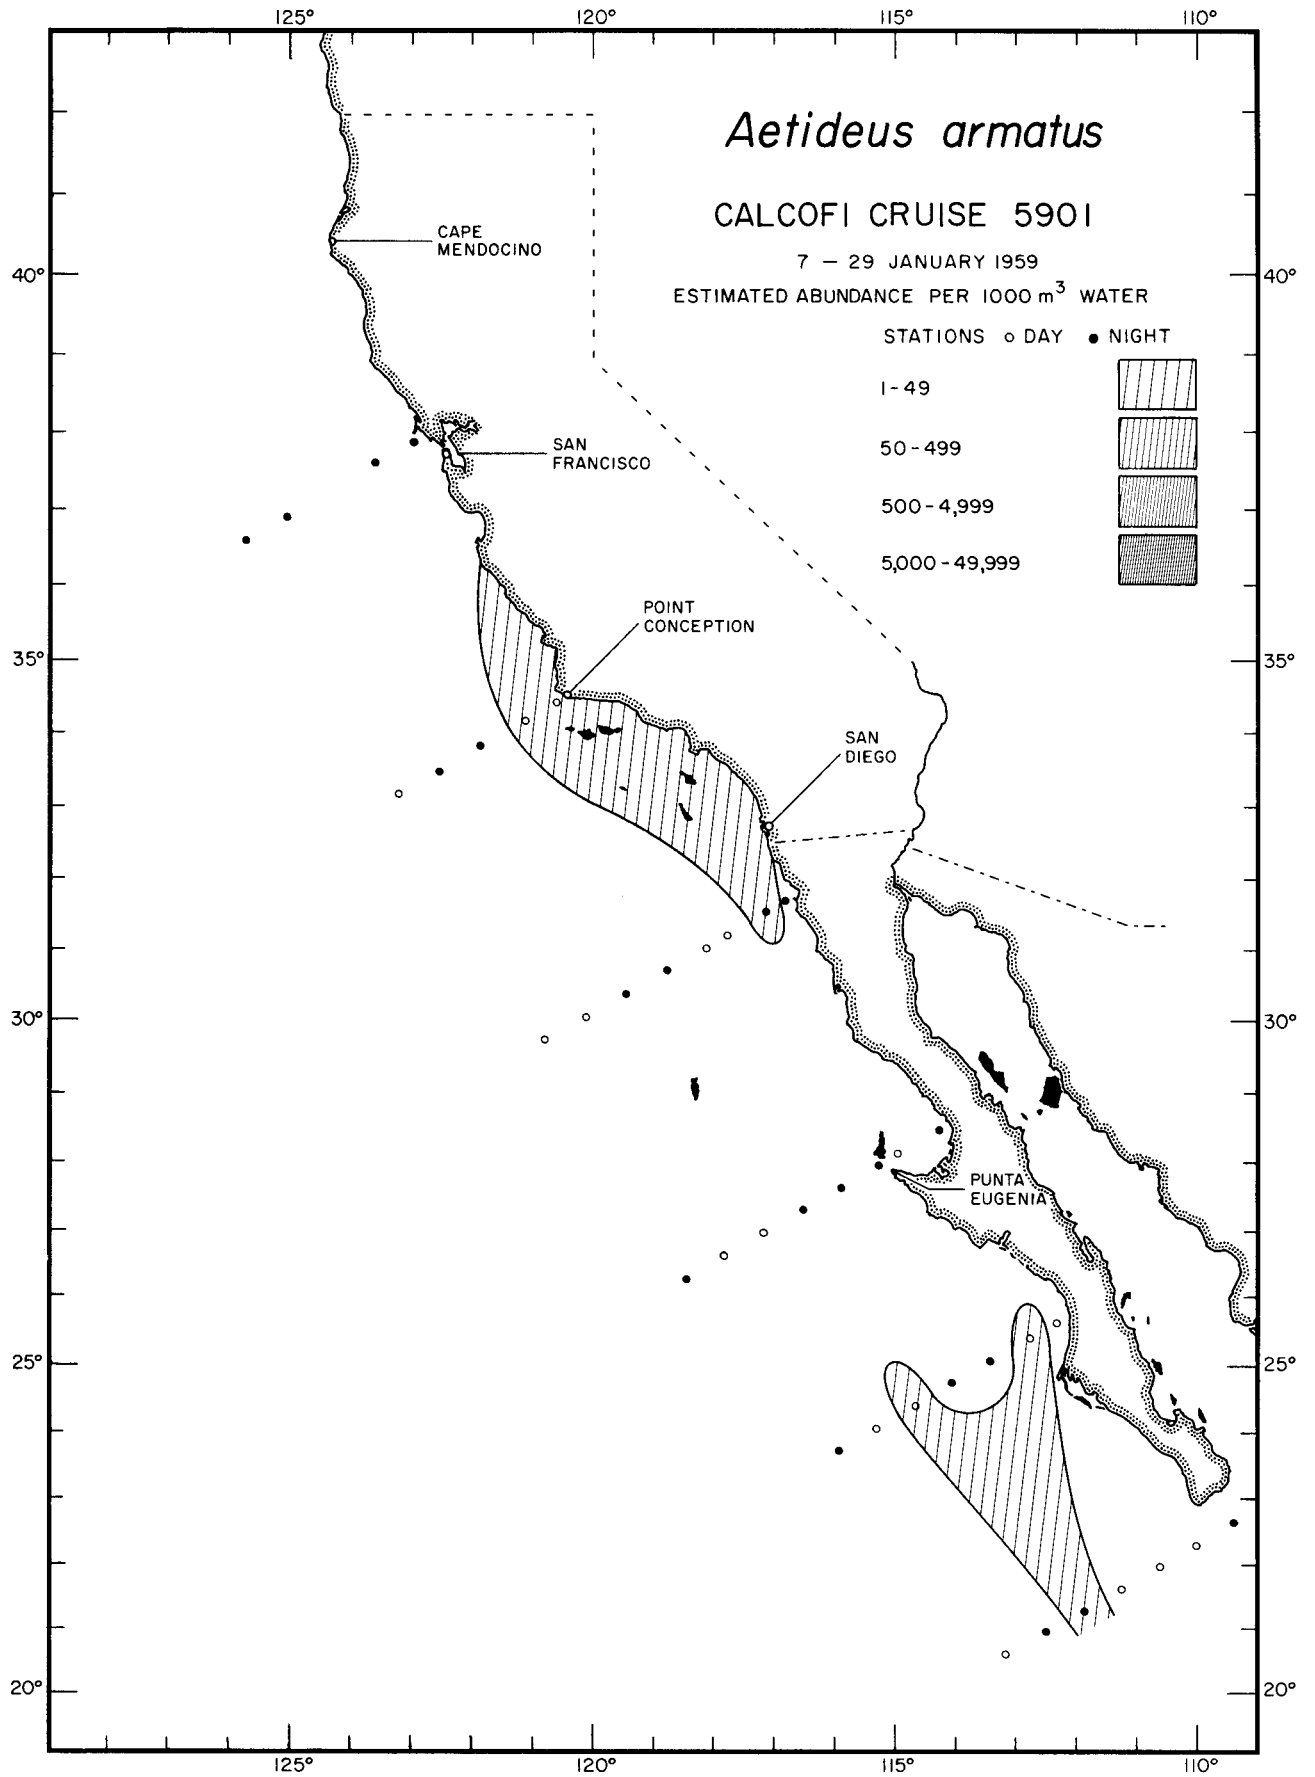 125° 120° 115° 110°
Aetideus armatus
CALCOFI CRUISE 5901
7 – 29 JANUARY 1959
ESTIMATED ABUNDANCE PER 1000 m³ WATER
STATIONS ○ DAY ● NIGHT
1-49
50-499
500-4,999
5,000-49,999
CAPE
MENDOCINO
40° 40°
SAN
FRANCISCO
POINT
CONCEPTION
35° 35°
SAN
DIEGO
30° 30°
PUNTA
EUGENIA
25° 25°
20° 20°
125° 120° 115° 110°